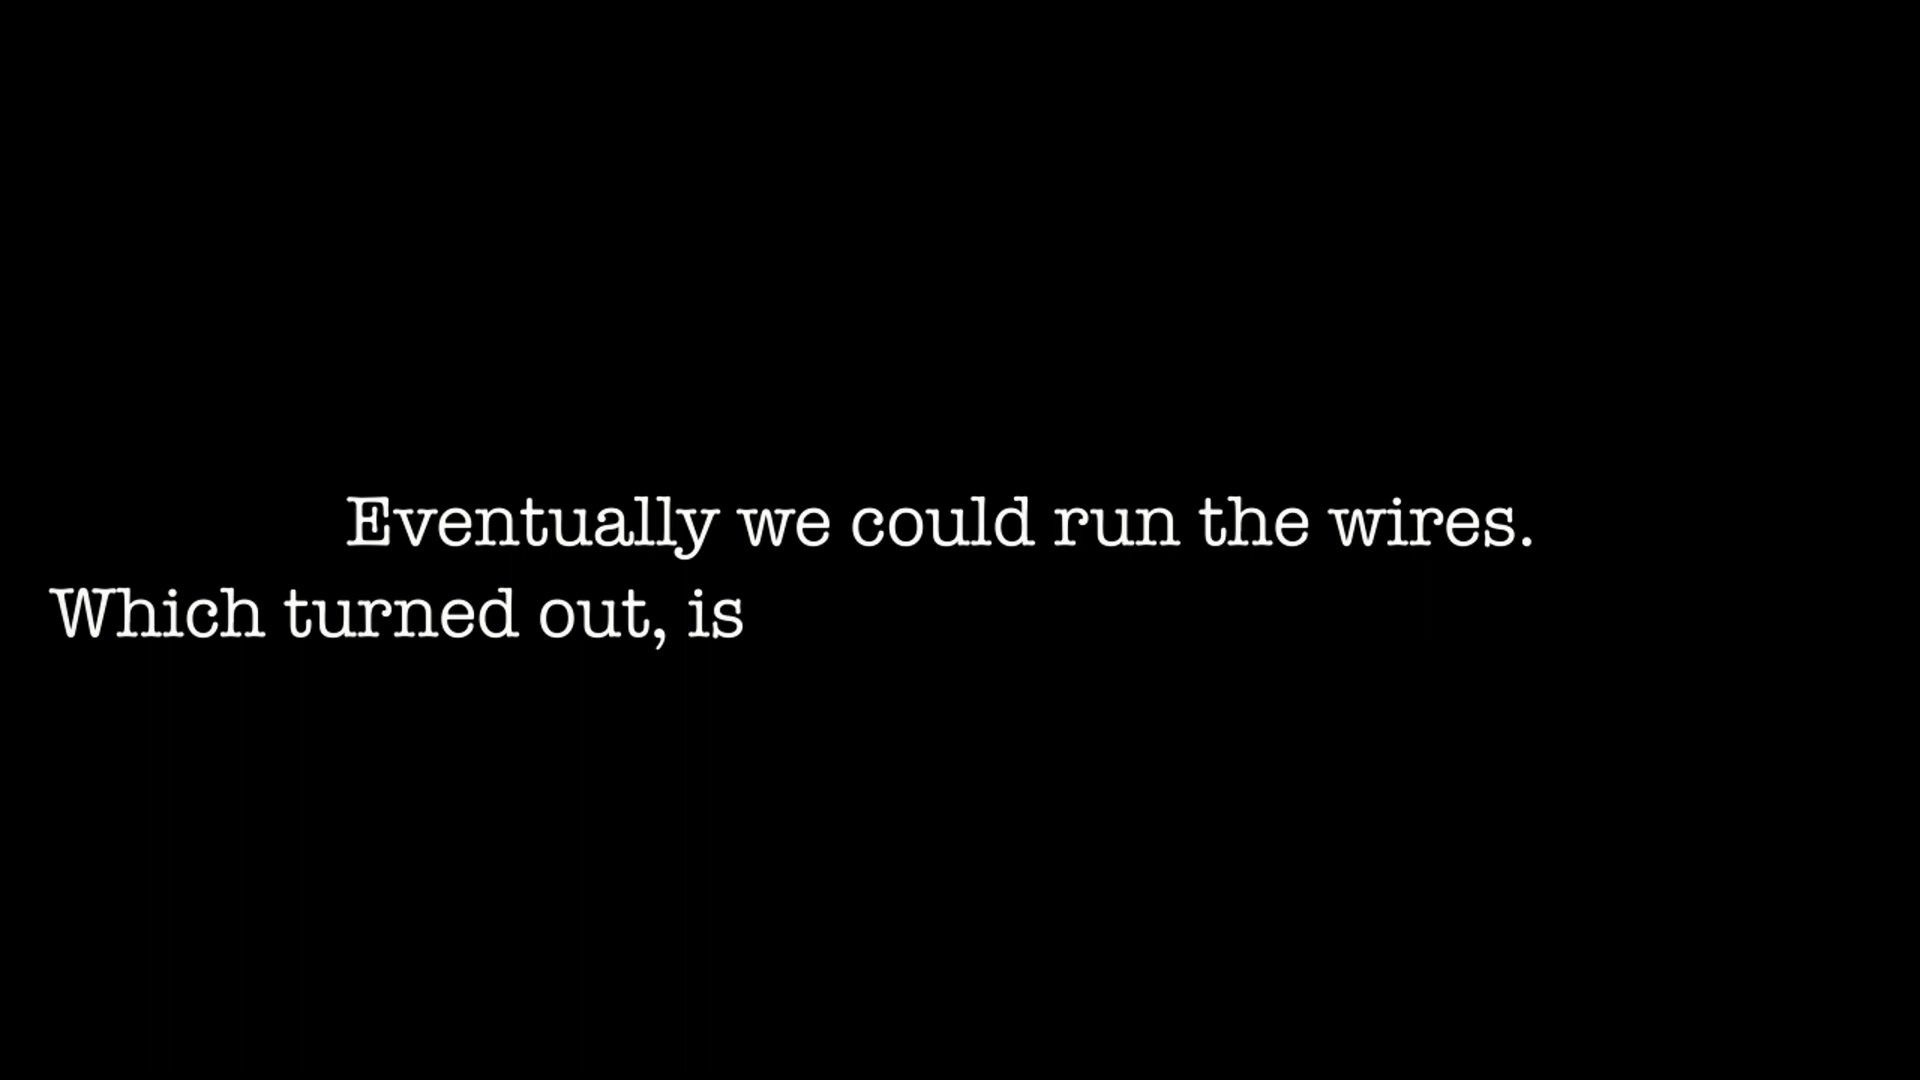 Eventually we could run the wires.
Which turned out, is